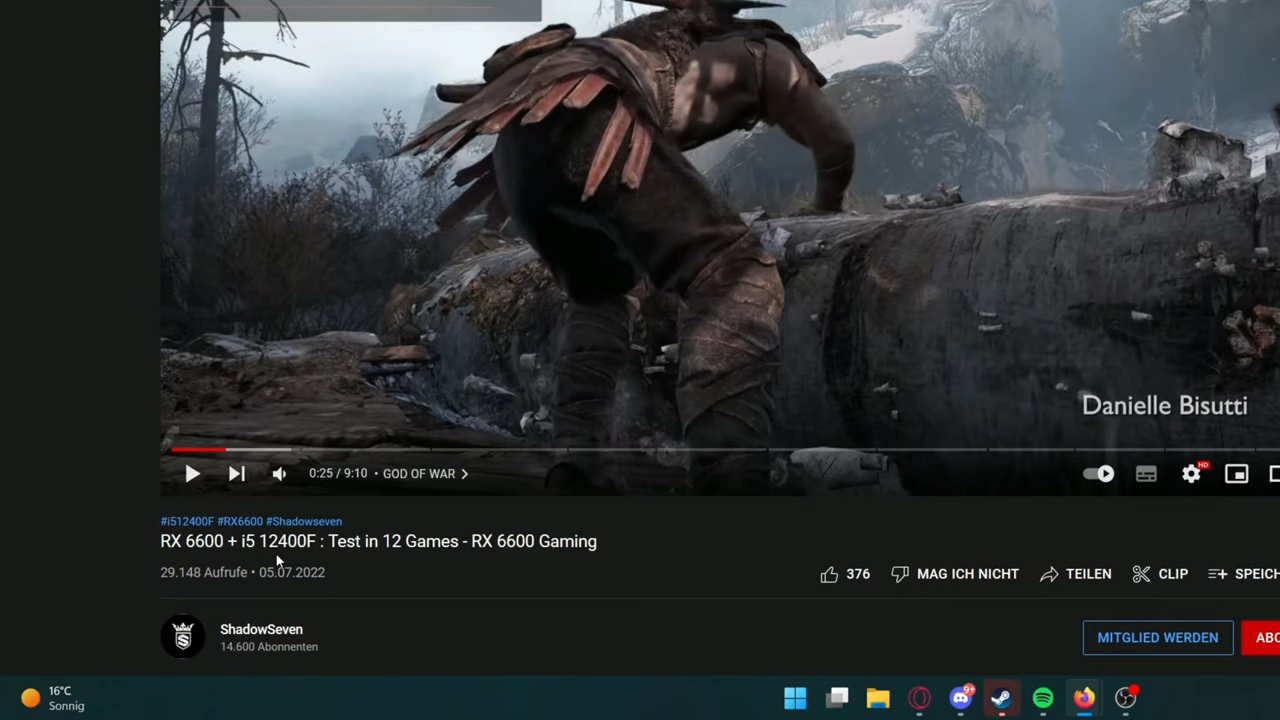 Danielle Bisutti
0:25 / 9:10 • GOD OF WAR
HD
#i512400F #RX6600 #Shadowseven
RX 6600 + i5 12400F : Test in 12 Games - RX 6600 Gaming
29.148 Aufrufe • 05.07.2022
376 MAG ICH NICHT TEILEN CLIP SPEICH
ShadowSeven
14.600 Abonnenten
MITGLIED WERDEN ABO
16°C
Sonnig
9+